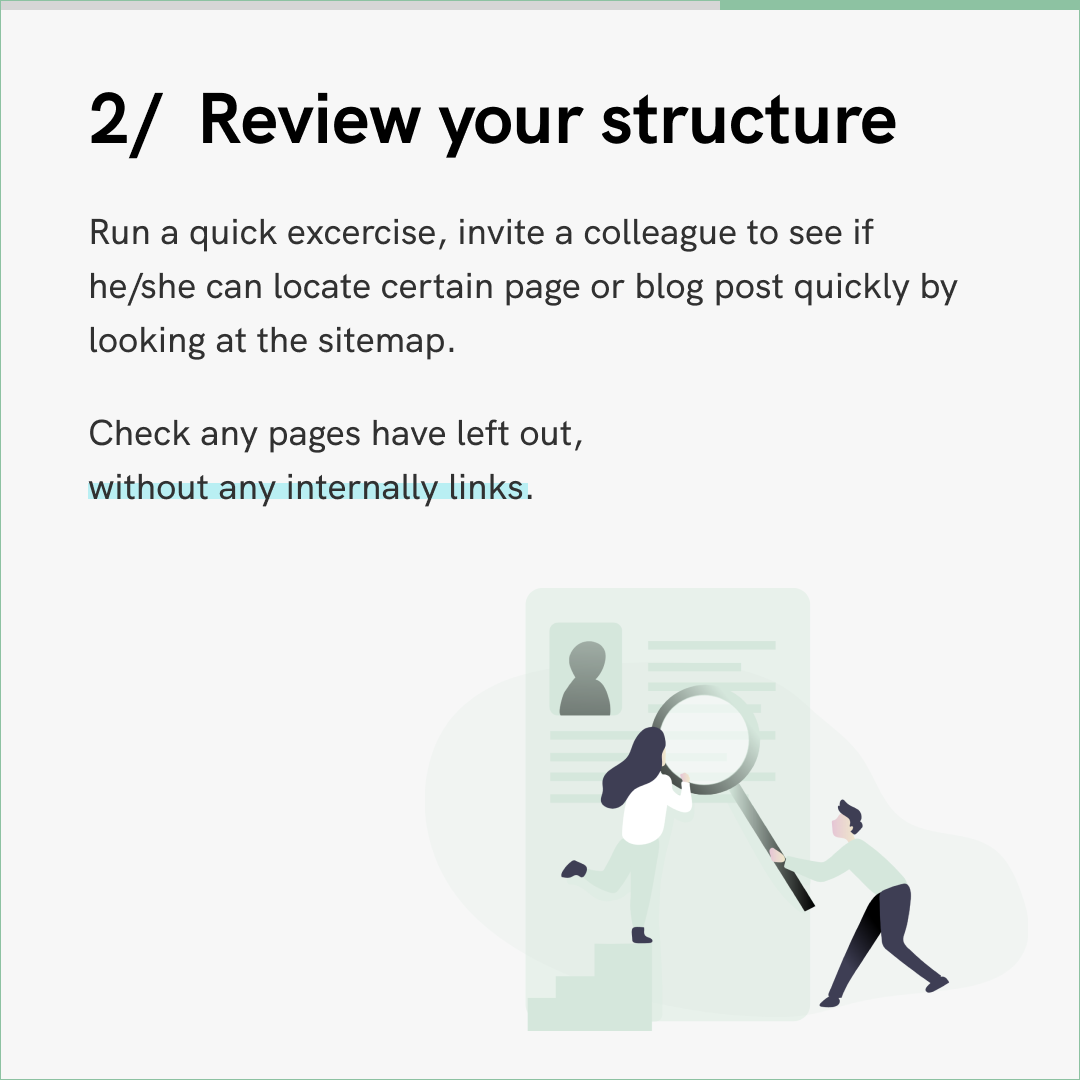 2/ Review your structure
Run a quick excercise, invite a colleague to see if
he/she can locate certain page or blog post quickly by
looking at the sitemap.
Check any pages have left out,
without any internally links.